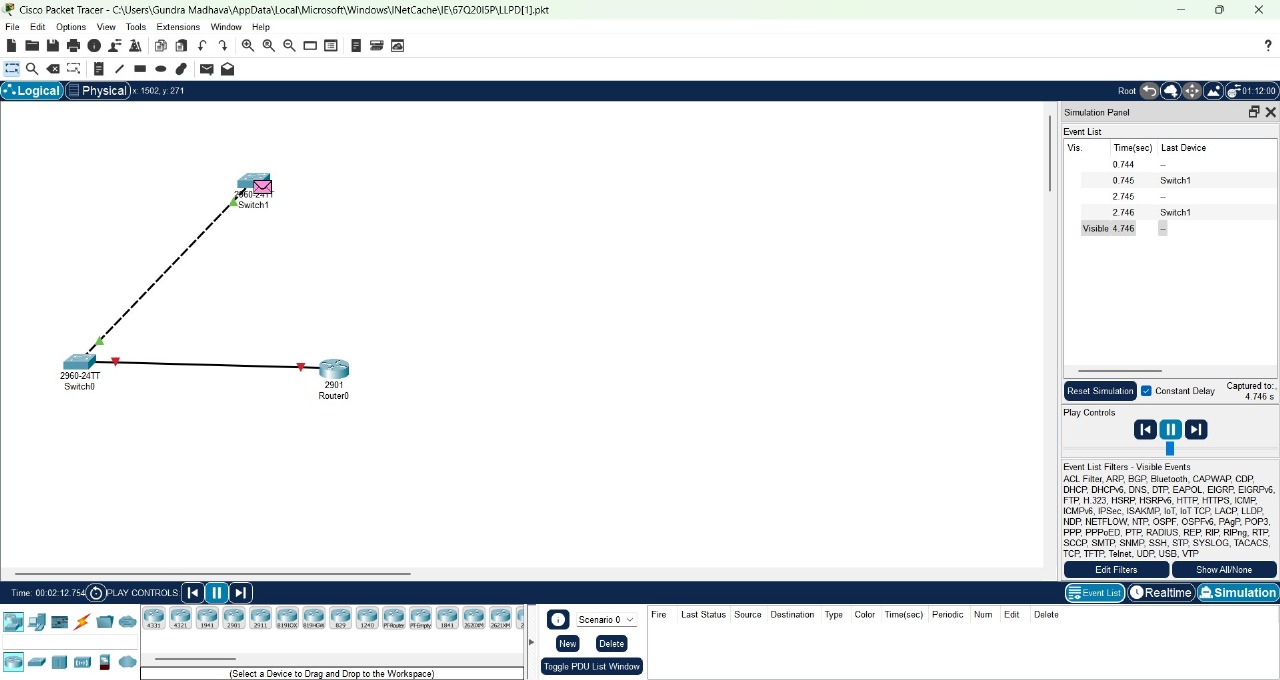 Cisco Packet Tracer - C:\Users\Gundra Madhava\AppData\Local\Microsoft\Windows\INetCache\IE\67Q20I5P\LLPD[1].pkt
File Edit Options View Tools Extensions Window Help
?
Logical Physical x: 1502, y: 271
Root 01:12:00
Simulation Panel
Event List
Vis. Time(sec) Last Device
0.744 --
0.745 Switch1
2.745 --
2.746 Switch1
Visible 4.746 --
2960-24TT
Switch1
2960-24TT
Switch0
2901
Router0
Reset Simulation Constant Delay Captured to:
4.746 s
Play Controls
Event List Filters - Visible Events
ACL Filter, ARP, BGP, Bluetooth, CAPWAP, CDP,
DHCP, DHCPv6, DNS, DTP, EAPOL, EIGRP, EIGRPv6,
FTP, H.323, HSRP, HSRPv6, HTTP, HTTPS, ICMP,
ICMPv6, IPSec, ISAKMP, IoT, IoT TCP, LACP, LLDP,
NDP, NETFLOW, NTP, OSPF, OSPFv6, PAgP, POP3,
PPP, PPPoED, PTP, RADIUS, REP, RIP, RIPng, RTP,
SCCP, SMTP, SNMP, SSH, STP, SYSLOG, TACACS,
TCP, TFTP, Telnet, UDP, USB, VTP
Edit Filters Show All/None
Time: 00:02:12.754 PLAY CONTROLS:
Event List Realtime Simulation
4331 4321 1941 2901 2911 819IOX 819HGW 829 1240 PT-Router PT-Empty 1841 2620XM 2621XM 2
(Select a Device to Drag and Drop to the Workspace)
Scenario 0
New Delete
Toggle PDU List Window
Fire Last Status Source Destination Type Color Time(sec) Periodic Num Edit Delete